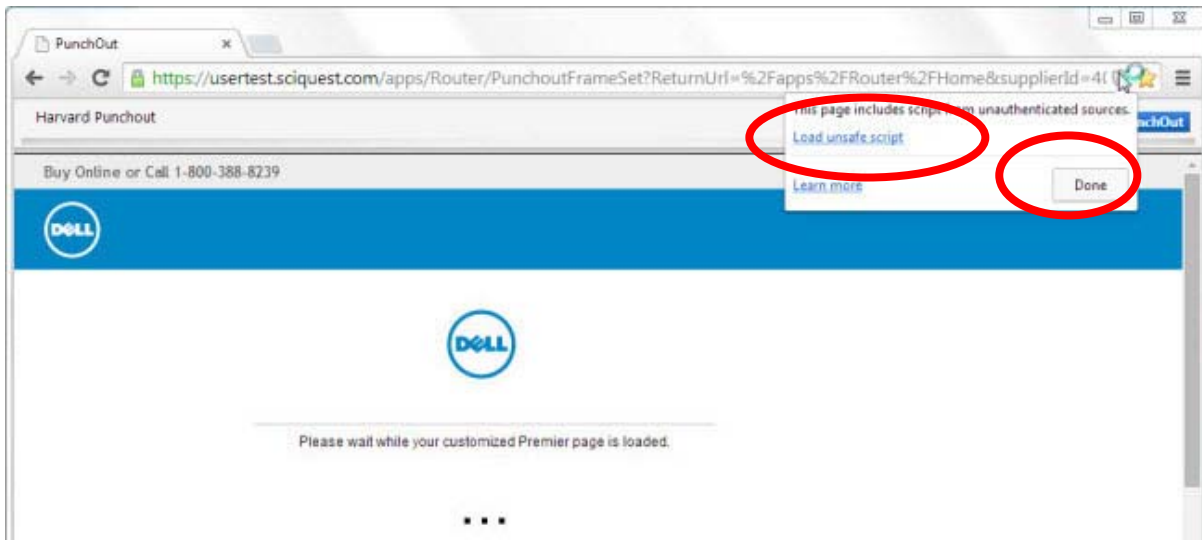 PunchOut
https://usertest.sciquest.com/apps/Router/PunchoutFrameSet?ReturnUrl=%2Fapps%2FRouter%2FHome&supplierId=4
Harvard Punchout
This page includes script from unauthenticated sources.
Load unsafe script
Learn more
Done
nchOut
Buy Online or Call 1-800-388-8239
DELL
DELL
Please wait while your customized Premier page is loaded.
...